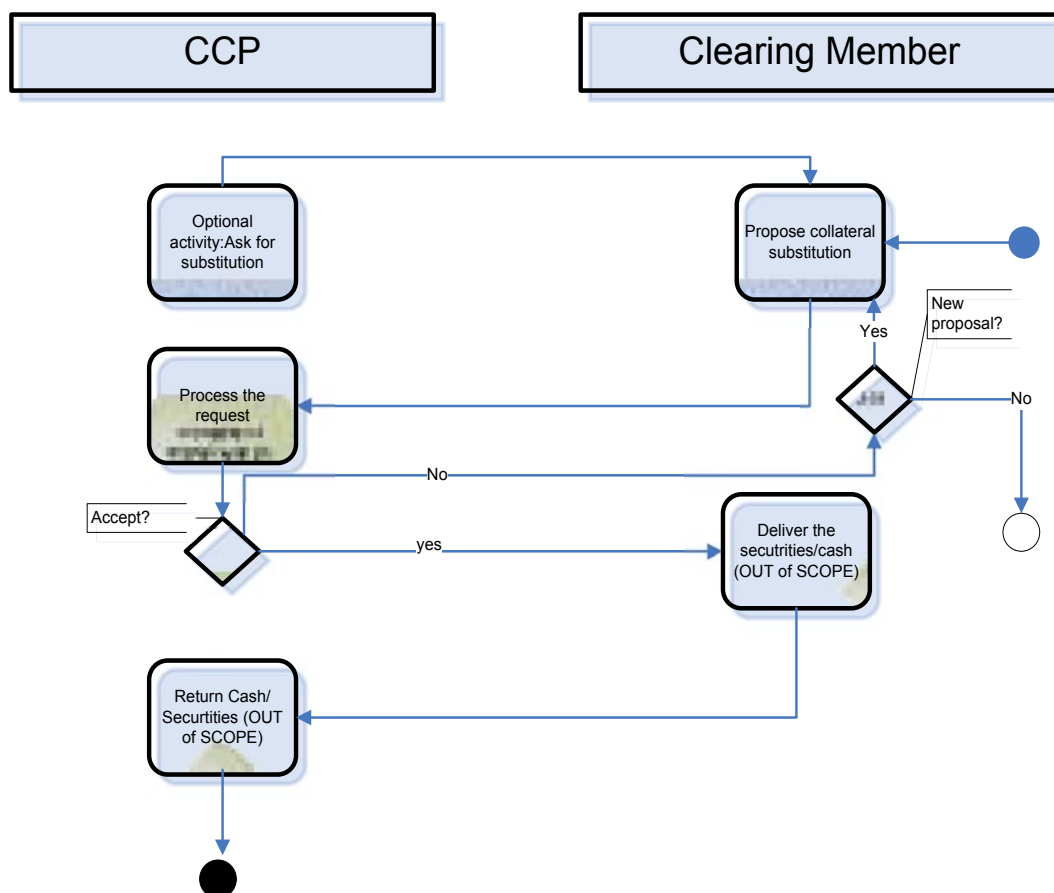 CCP
Clearing Member
Optional
activity:Ask for
substitution
Propose collateral
substitution
New
proposal?
Yes
Process the
request
No
No
Accept?
yes
Deliver the
secutrities/cash
(OUT of SCOPE)
Return Cash/
Securtities (OUT
of SCOPE)